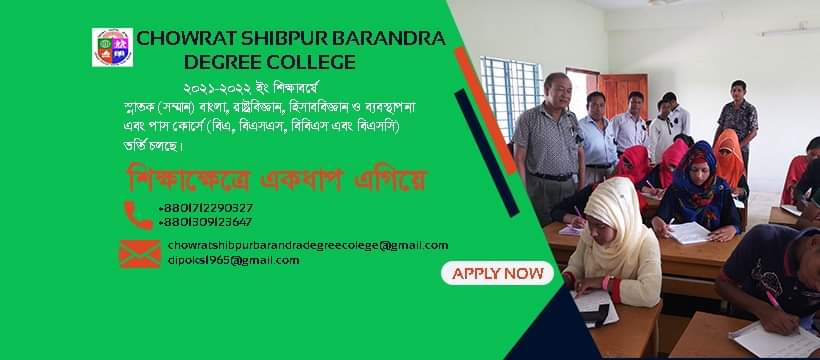 CHOWRAT SHIBPUR BARANDRA
DEGREE COLLEGE
২০২১-২০২২ ইং শিক্ষাবর্ষে
স্নাতক (সম্মান) বাংলা, রাষ্ট্রবিজ্ঞান, হিসাববিজ্ঞান ও ব্যবস্থাপনা
এবং পাস কোর্সে (বিএ, বিএসএস, বিবিএস এবং বিএসসি)
ভর্তি চলছে।
শিক্ষাক্ষেত্রে একধাপ এগিয়ে
+8801712290327
+8801309123647
chowratshibpurbarandradegreecolege@gmail.com
dipokcs1965@gmail.com
APPLY NOW